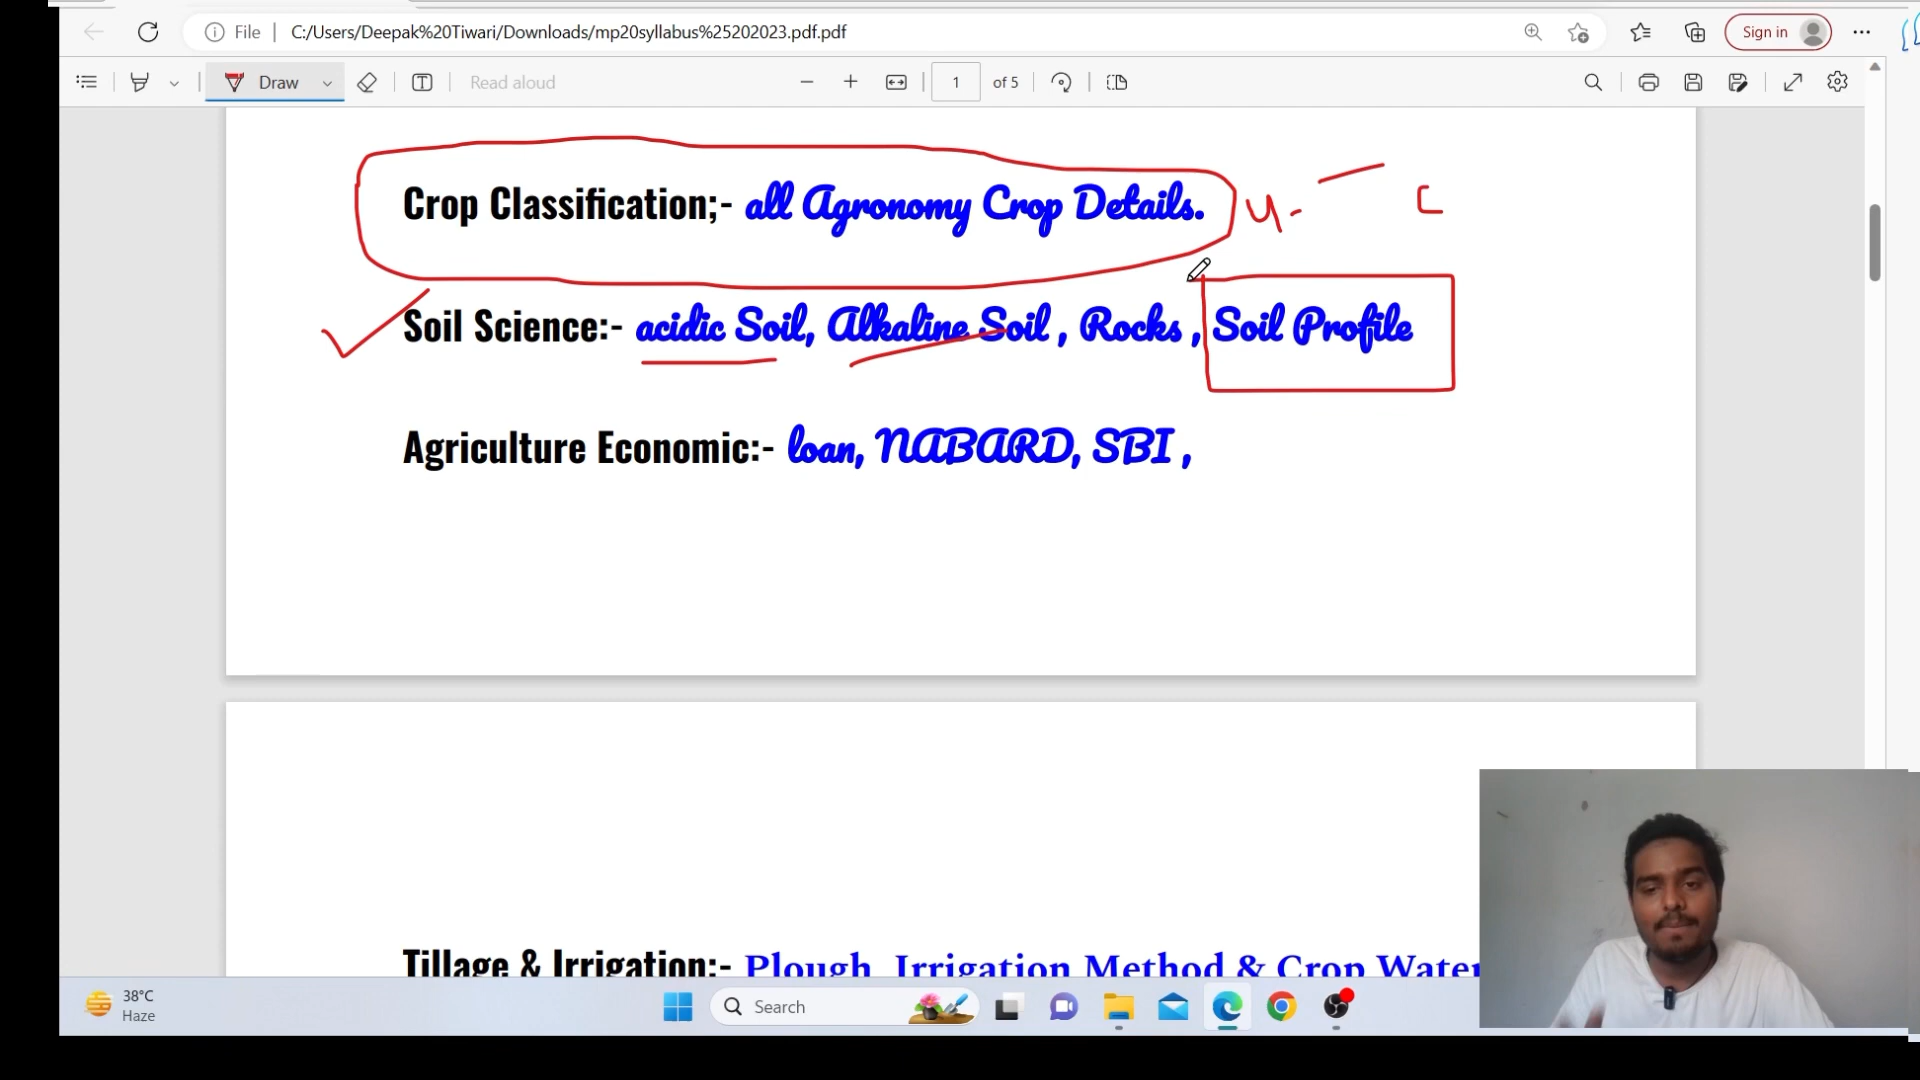 File
C:/Users/Deepak%20Tiwari/Downloads/mp20syllabus%25202023.pdf.pdf
Sign in
Draw
Read aloud
1
of 5
Crop Classification;- all Agronomy Crop Details.
Soil Science:- acidic Soil, Alkaline Soil , Rocks , Soil Profile
Agriculture Economic:- loan, NABARD, SBI ,
Tillage & Irrigation:- Plough, Irrigation Method & Crop Water
38°C
Haze
Search